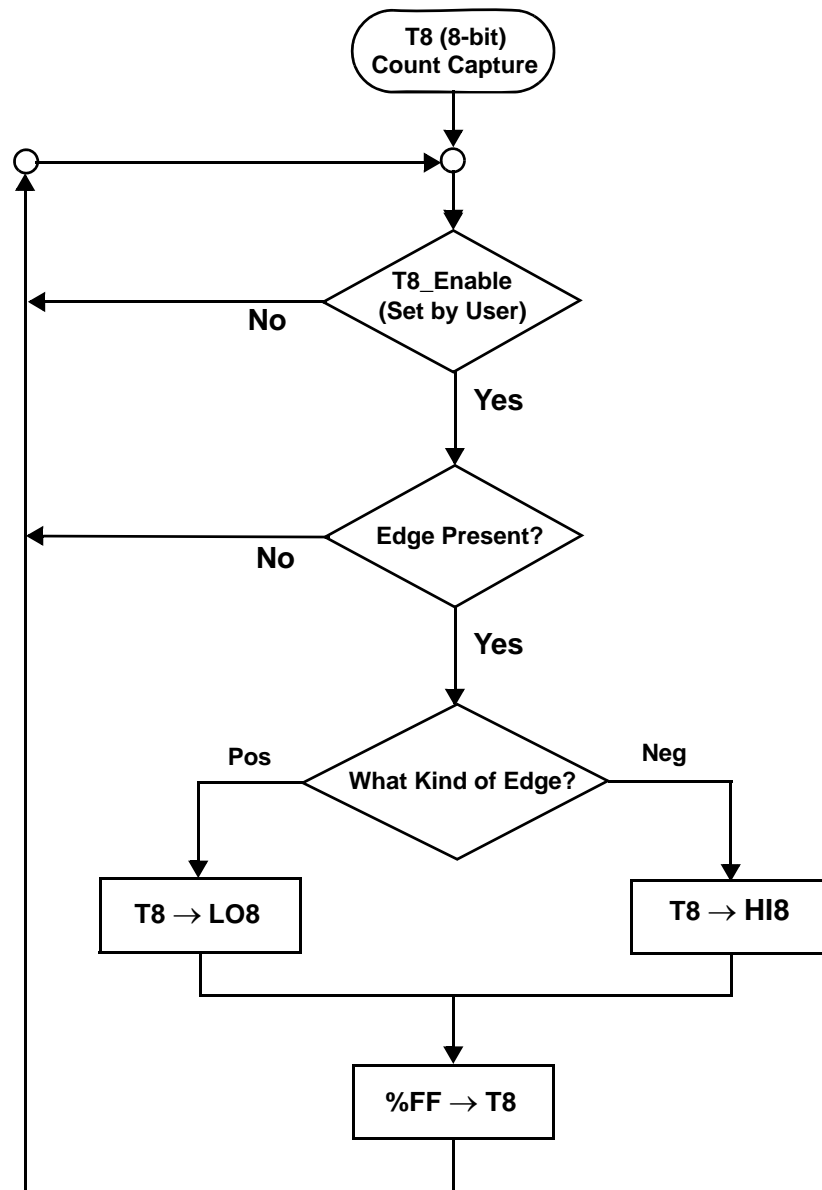 T8 (8-bit)
Count Capture
T8_Enable
(Set by User)
No
Yes
Edge Present?
No
Yes
Pos
What Kind of Edge?
Neg
T8 → LO8
T8 → HI8
%FF → T8